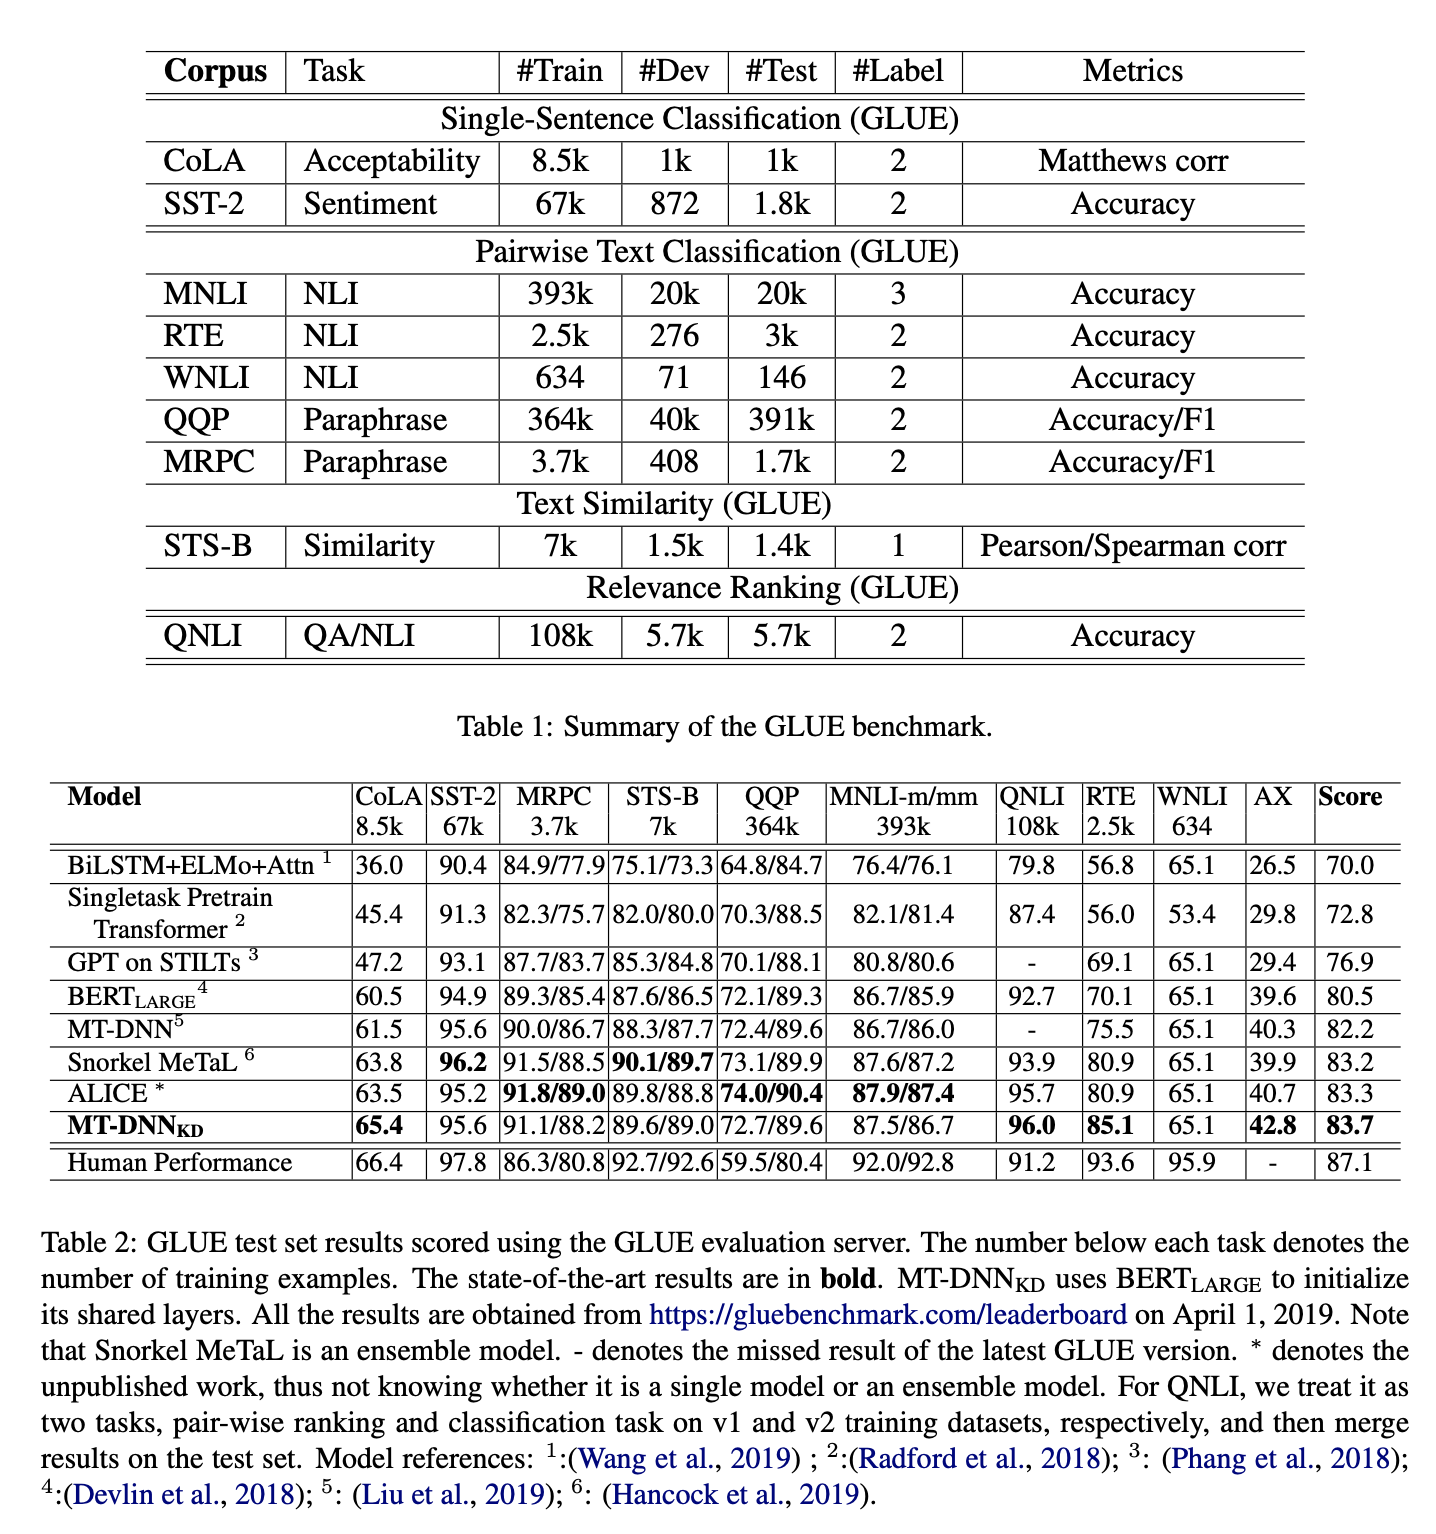 Corpus Task #Train #Dev #Test #Label Metrics
Single-Sentence Classification (GLUE)
CoLA Acceptability 8.5k 1k 1k 2 Matthews corr
SST-2 Sentiment 67k 872 1.8k 2 Accuracy
Pairwise Text Classification (GLUE)
MNLI NLI 393k 20k 20k 3 Accuracy
RTE NLI 2.5k 276 3k 2 Accuracy
WNLI NLI 634 71 146 2 Accuracy
QQP Paraphrase 364k 40k 391k 2 Accuracy/F1
MRPC Paraphrase 3.7k 408 1.7k 2 Accuracy/F1
Text Similarity (GLUE)
STS-B Similarity 7k 1.5k 1.4k 1 Pearson/Spearman corr
Relevance Ranking (GLUE)
QNLI QA/NLI 108k 5.7k 5.7k 2 Accuracy
Table 1: Summary of the GLUE benchmark.
Model CoLA SST-2 MRPC STS-B QQP MNLI-m/mm QNLI RTE WNLI AX Score
8.5k 67k 3.7k 7k 364k 393k 108k 2.5k 634
BiLSTM+ELMo+Attn 1 36.0 90.4 84.9/77.9 75.1/73.3 64.8/84.7 76.4/76.1 79.8 56.8 65.1 26.5 70.0
Singletask Pretrain
Transformer 2 45.4 91.3 82.3/75.7 82.0/80.0 70.3/88.5 82.1/81.4 87.4 56.0 53.4 29.8 72.8
GPT on STILTs 3 47.2 93.1 87.7/83.7 85.3/84.8 70.1/88.1 80.8/80.6 - 69.1 65.1 29.4 76.9
BERTLARGE4 60.5 94.9 89.3/85.4 87.6/86.5 72.1/89.3 86.7/85.9 92.7 70.1 65.1 39.6 80.5
MT-DNN5 61.5 95.6 90.0/86.7 88.3/87.7 72.4/89.6 86.7/86.0 - 75.5 65.1 40.3 82.2
Snorkel MeTaL 6 63.8 96.2 91.5/88.5 90.1/89.7 73.1/89.9 87.6/87.2 93.9 80.9 65.1 39.9 83.2
ALICE * 63.5 95.2 91.8/89.0 89.8/88.8 74.0/90.4 87.9/87.4 95.7 80.9 65.1 40.7 83.3
MT-DNNKD 65.4 95.6 91.1/88.2 89.6/89.0 72.7/89.6 87.5/86.7 96.0 85.1 65.1 42.8 83.7
Human Performance 66.4 97.8 86.3/80.8 92.7/92.6 59.5/80.4 92.0/92.8 91.2 93.6 95.9 - 87.1
Table 2: GLUE test set results scored using the GLUE evaluation server. The number below each task denotes the
number of training examples. The state-of-the-art results are in bold. MT-DNNKD uses BERTLARGE to initialize
its shared layers. All the results are obtained from https://gluebenchmark.com/leaderboard on April 1, 2019. Note
that Snorkel MeTaL is an ensemble model. - denotes the missed result of the latest GLUE version. * denotes the
unpublished work, thus not knowing whether it is a single model or an ensemble model. For QNLI, we treat it as
two tasks, pair-wise ranking and classification task on v1 and v2 training datasets, respectively, and then merge
results on the test set. Model references: 1:(Wang et al., 2019) ; 2:(Radford et al., 2018); 3: (Phang et al., 2018);
4:(Devlin et al., 2018); 5: (Liu et al., 2019); 6: (Hancock et al., 2019).